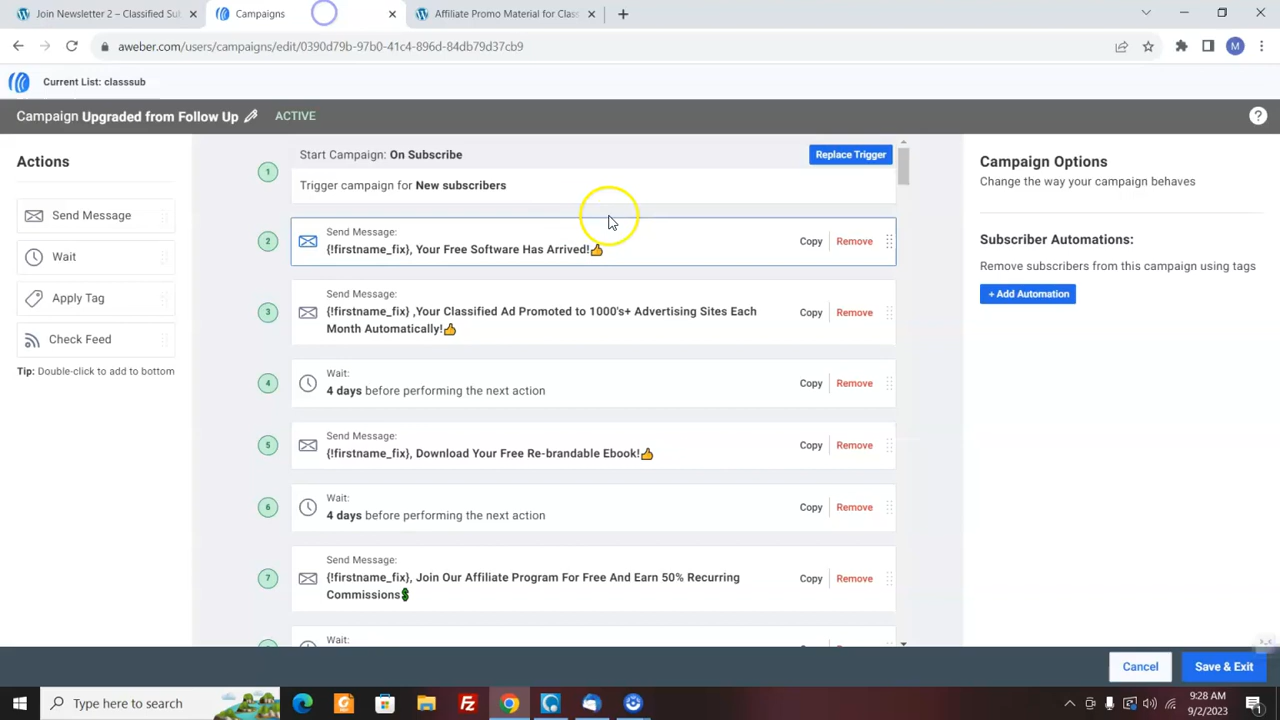 Join Newsletter 2 – Classified Sul
Campaigns
Affiliate Promo Material for Clas
aweber.com/users/campaigns/edit/0390d79b-97b0-41c4-896d-84db79d37cb9
M
Current List: classsub
Campaign Upgraded from Follow Up
ACTIVE
?
Actions
Send Message
Wait
Apply Tag
Check Feed
Tip: Double-click to add to bottom
1
Start Campaign: On Subscribe
Replace Trigger
Trigger campaign for New subscribers
2
Send Message:
{!firstname_fix}, Your Free Software Has Arrived!👍
Copy
Remove
3
Send Message:
{!firstname_fix} ,Your Classified Ad Promoted to 1000's+ Advertising Sites Each
Month Automatically!👍
Copy
Remove
4
Wait:
4 days before performing the next action
Copy
Remove
5
Send Message:
{!firstname_fix}, Download Your Free Re-brandable Ebook!👍
Copy
Remove
6
Wait:
4 days before performing the next action
Copy
Remove
7
Send Message:
{!firstname_fix}, Join Our Affiliate Program For Free And Earn 50% Recurring
Commissions💲
Copy
Remove
Wait:
Campaign Options
Change the way your campaign behaves
Subscriber Automations:
Remove subscribers from this campaign using tags
+ Add Automation
Cancel
Save & Exit
Type here to search
9:28 AM
9/2/2023
1